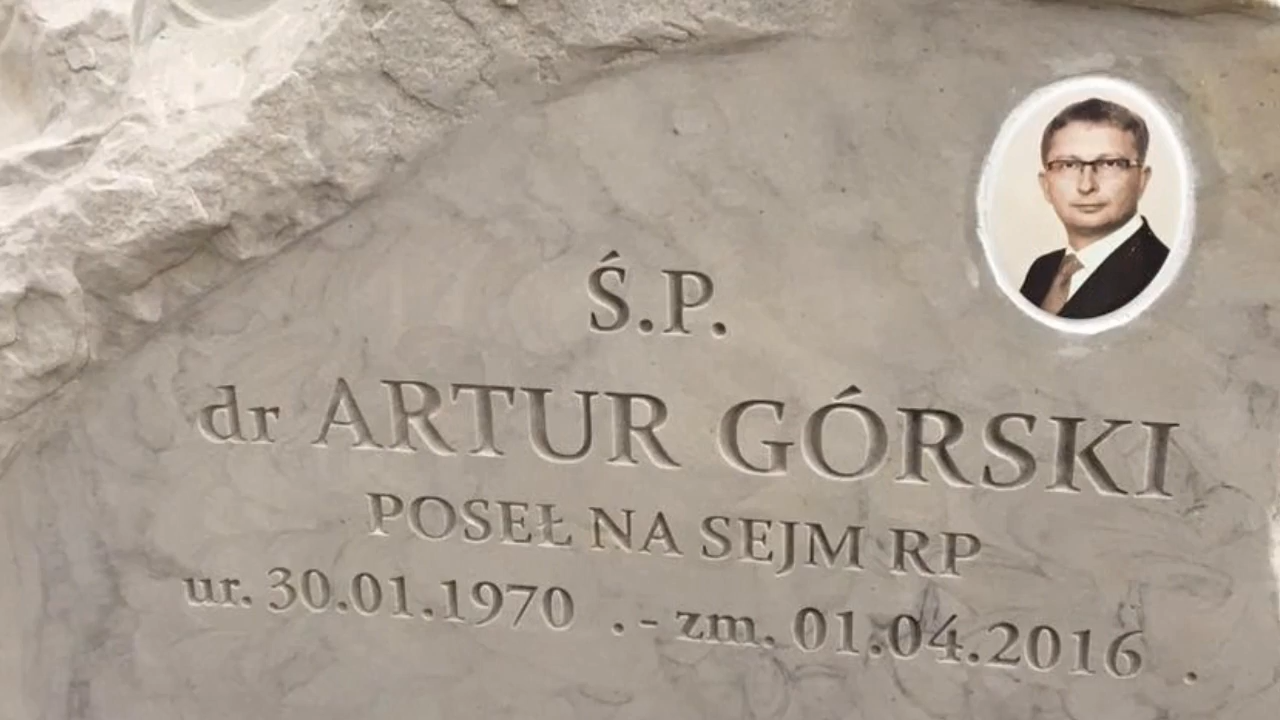 Ś.P.
dr ARTUR GÓRSKI
POSEŁ NA SEJM RP
ur. 30.01.1970 .- zm. 01.04.2016 .